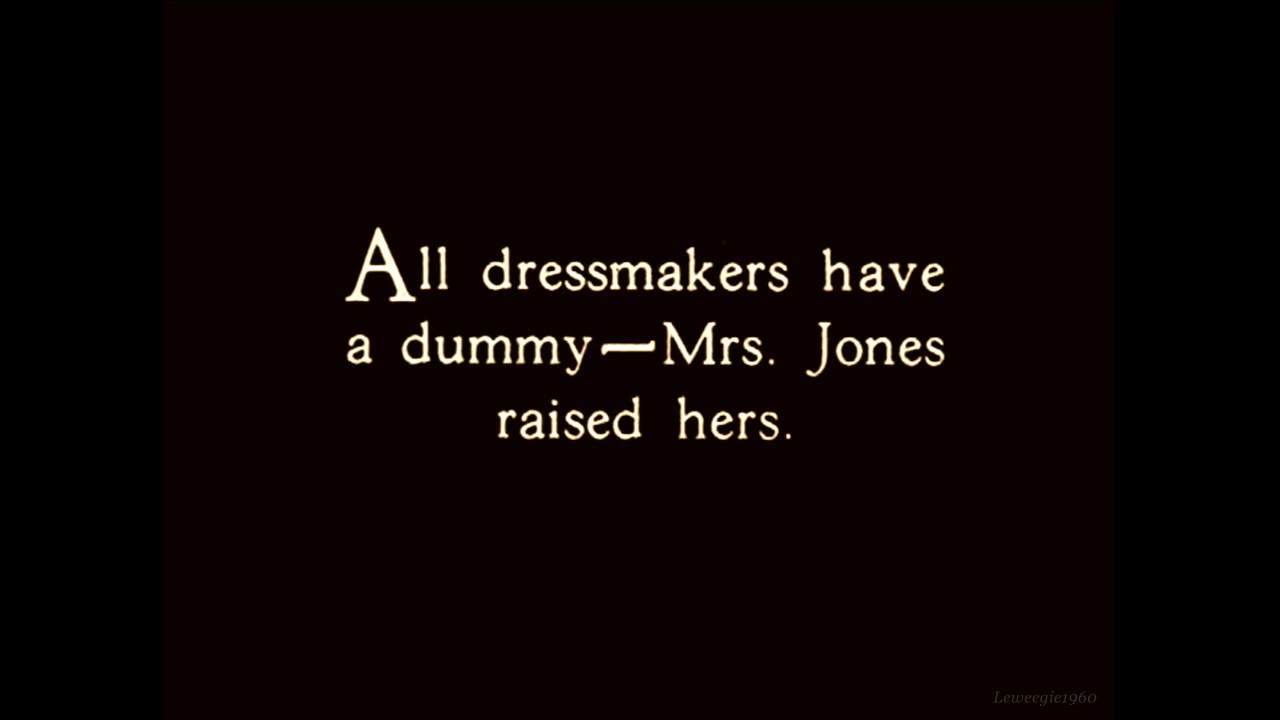 All dressmakers have
a dummy—Mrs. Jones
raised hers.
Leweegie1960